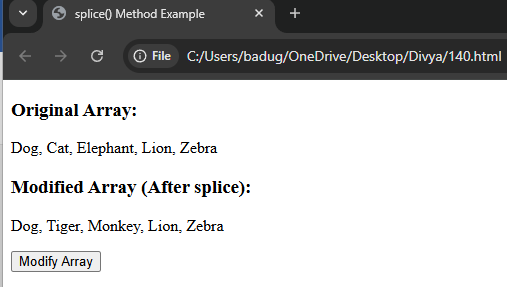 splice() Method Example
File
C:/Users/badug/OneDrive/Desktop/Divya/140.html
Original Array:
Dog, Cat, Elephant, Lion, Zebra
Modified Array (After splice):
Dog, Tiger, Monkey, Lion, Zebra
Modify Array